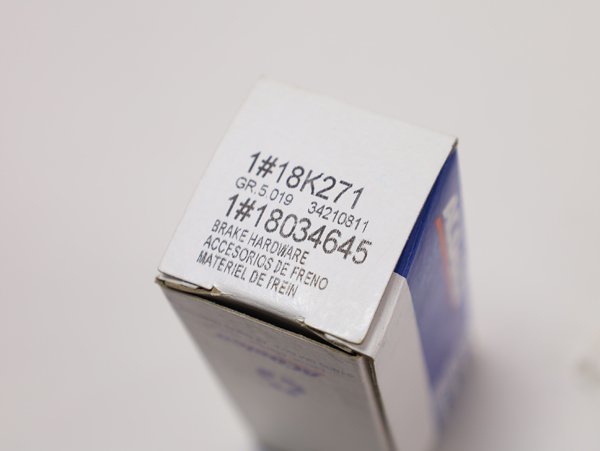 1#18K271
GR.5.019 34210811
1#18034645
BRAKE HARDWARE
ACCESORIOS DE FRENO
MATERIEL DE FREIN